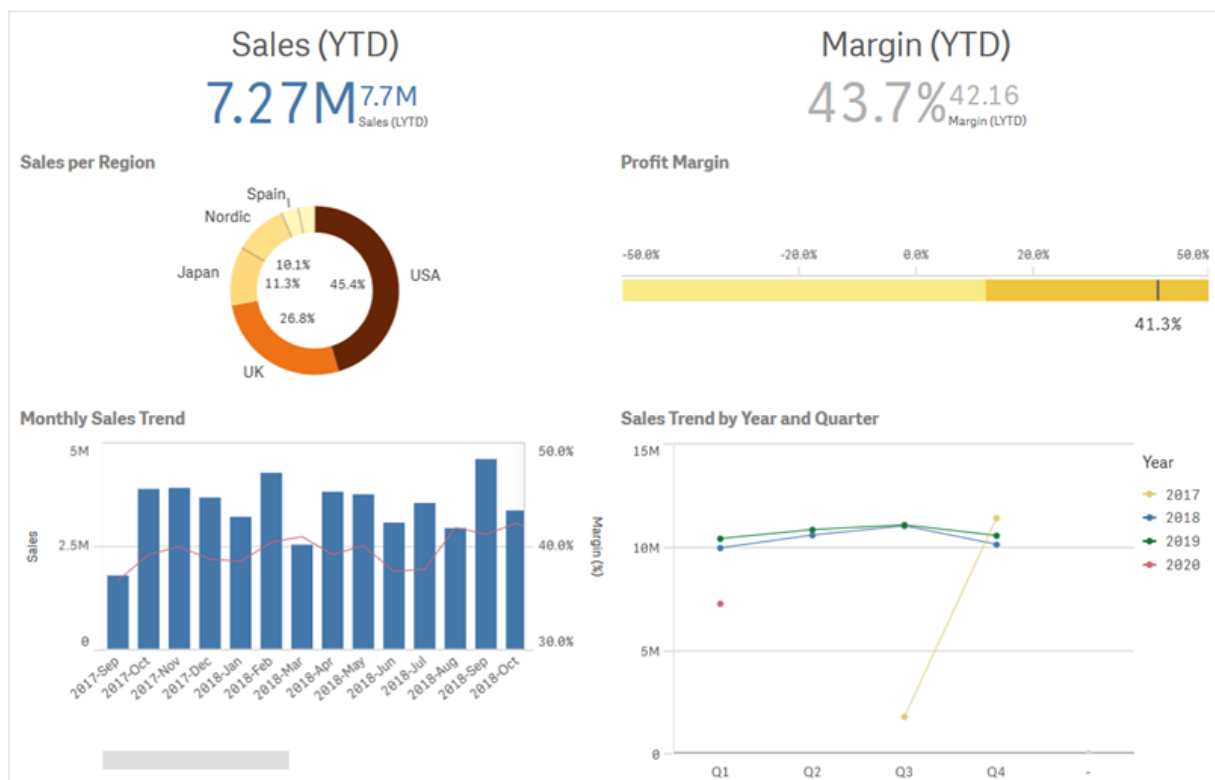 Sales (YTD)
7.27M 7.7M
Sales (LYTD)
Margin (YTD)
43.7% 42.16
Margin (LYTD)
Sales per Region
Spain
Nordic
Japan
USA
UK
10.1%
11.3%
45.4%
26.8%
Profit Margin
-50.0% -20.0% 0.0% 20.0% 50.0%
41.3%
Monthly Sales Trend
Sales
5M
2.5M
0
50.0%
40.0%
30.0%
Margin (%)
2017-Sep
2017-Oct
2017-Nov
2017-Dec
2018-Jan
2018-Feb
2018-Mar
2018-Apr
2018-May
2018-Jun
2018-Jul
2018-Aug
2018-Sep
2018-Oct
Sales Trend by Year and Quarter
15M
10M
5M
0
Q1 Q2 Q3 Q4 -
Year
2017
2018
2019
2020